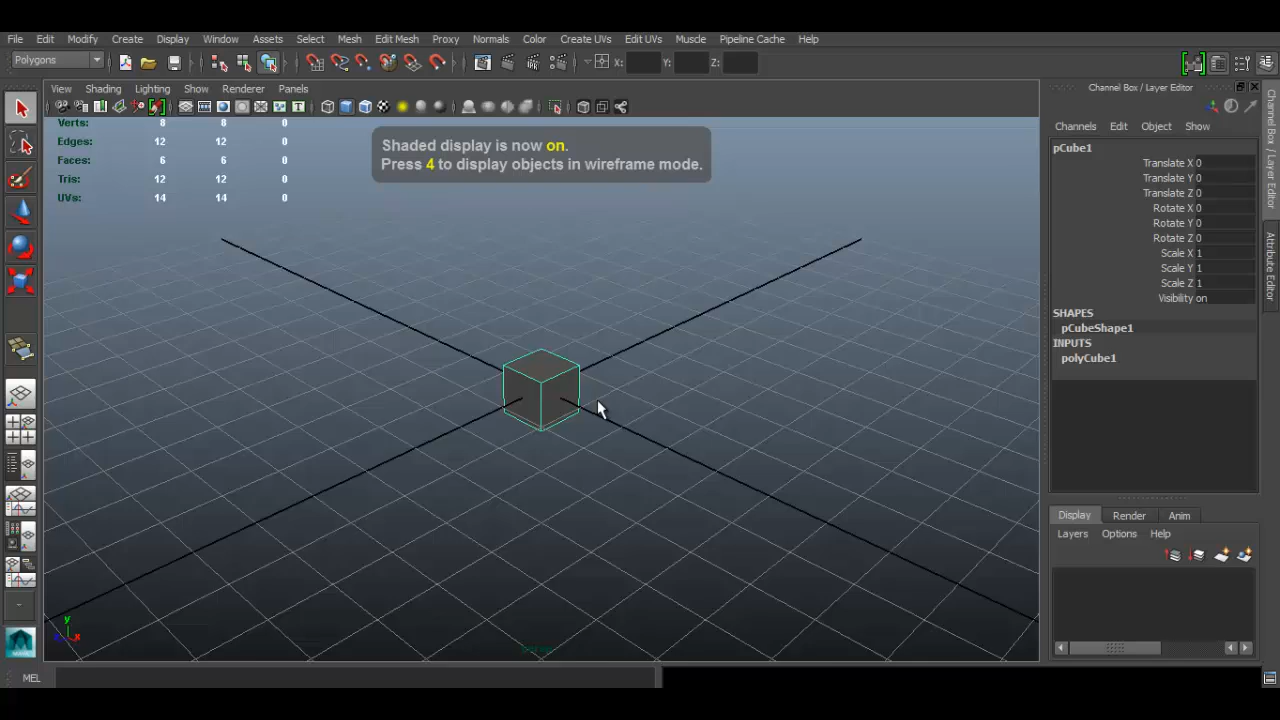 File Edit Modify Create Display Window Assets Select Mesh Edit Mesh Proxy Normals Color Create UVs Edit UVs Muscle Pipeline Cache Help
Polygons X: Y: Z:
View Shading Lighting Show Renderer Panels
Channel Box / Layer Editor
Channels Edit Object Show
Verts: 8 8 0
Edges: 12 12 0
Faces: 6 6 0
Tris: 12 12 0
UVs: 14 14 0
Shaded display is now on.
Press 4 to display objects in wireframe mode.
pCube1
Translate X 0
Translate Y 0
Translate Z 0
Rotate X 0
Rotate Y 0
Rotate Z 0
Scale X 1
Scale Y 1
Scale Z 1
Visibility on
SHAPES
pCubeShape1
INPUTS
polyCube1
Channel Box / Layer Editor
Attribute Editor
Display Render Anim
Layers Options Help
y
x
persp
MEL